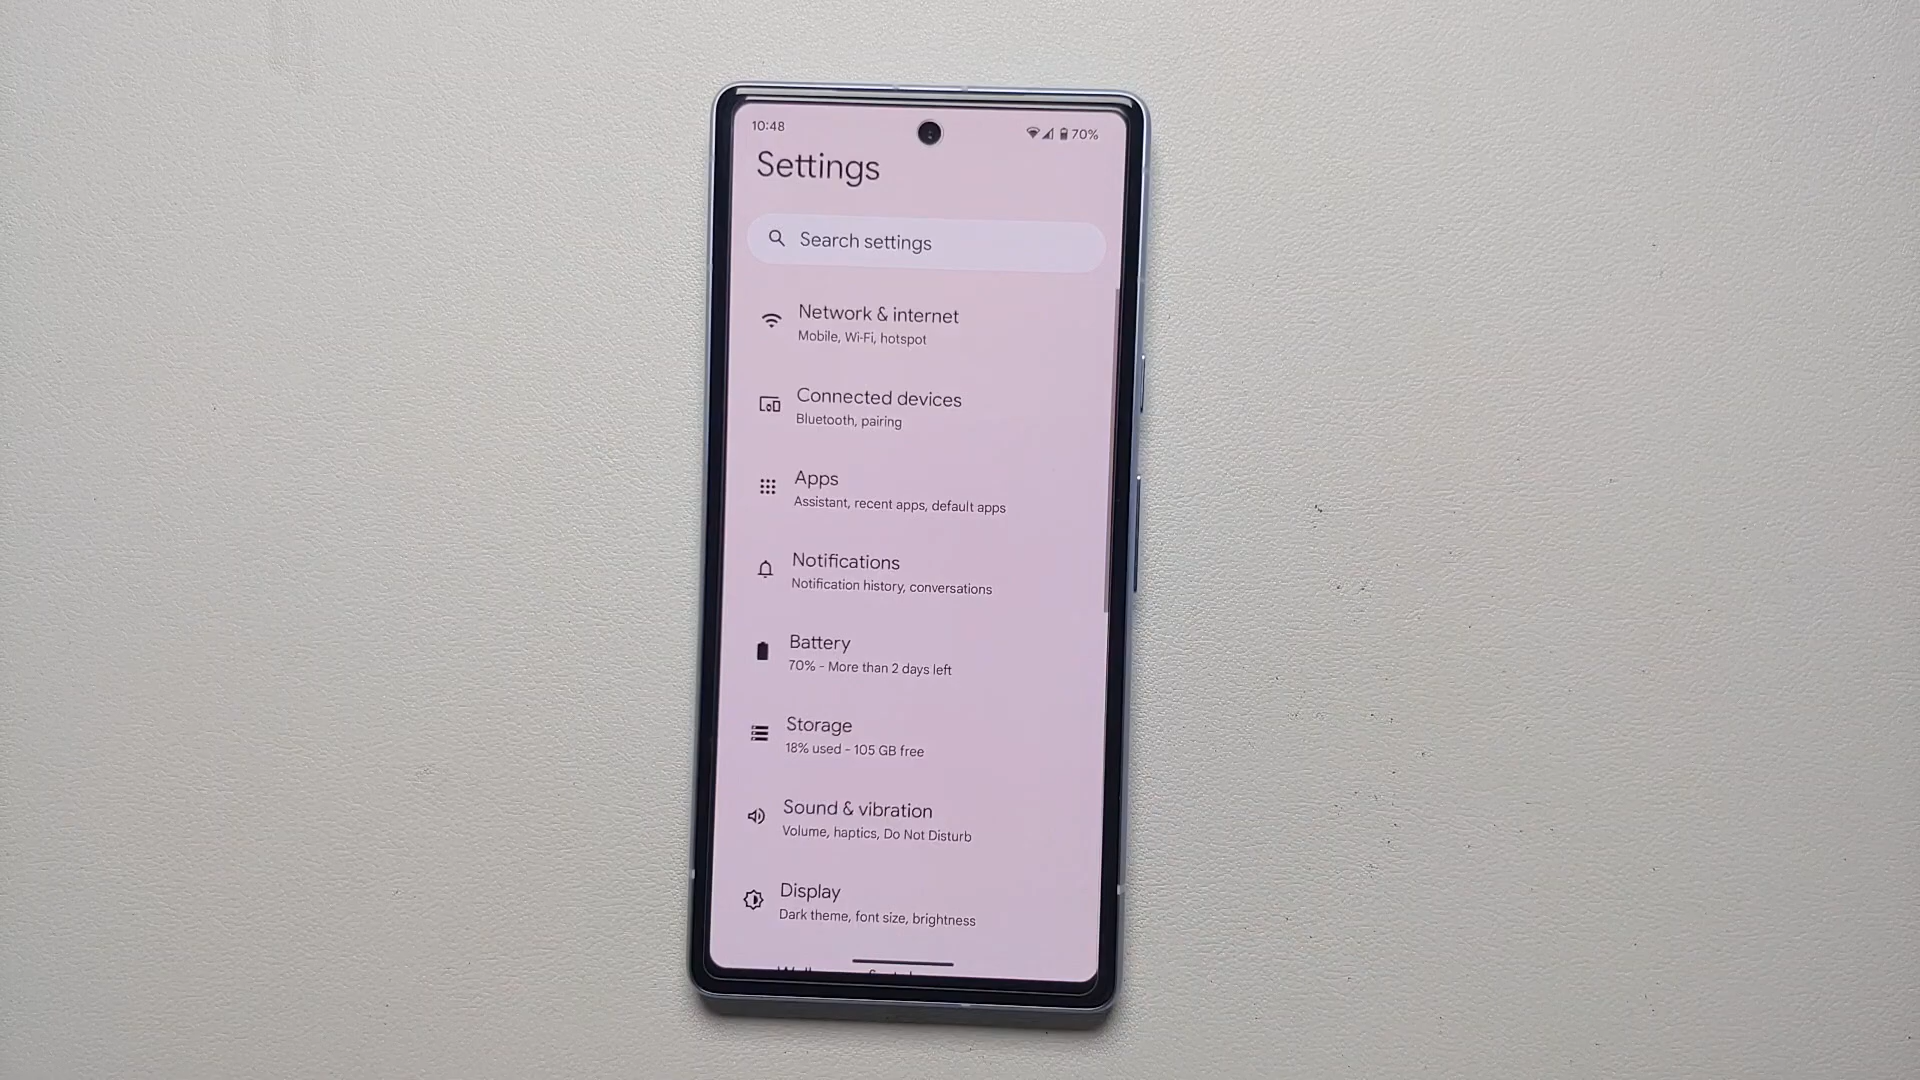 10:48
70%
Settings
Search settings
Network & internet
Mobile, Wi-Fi, hotspot
Connected devices
Bluetooth, pairing
Apps
Assistant, recent apps, default apps
Notifications
Notification history, conversations
Battery
70% - More than 2 days left
Storage
18% used - 105 GB free
Sound & vibration
Volume, haptics, Do Not Disturb
Display
Dark theme, font size, brightness